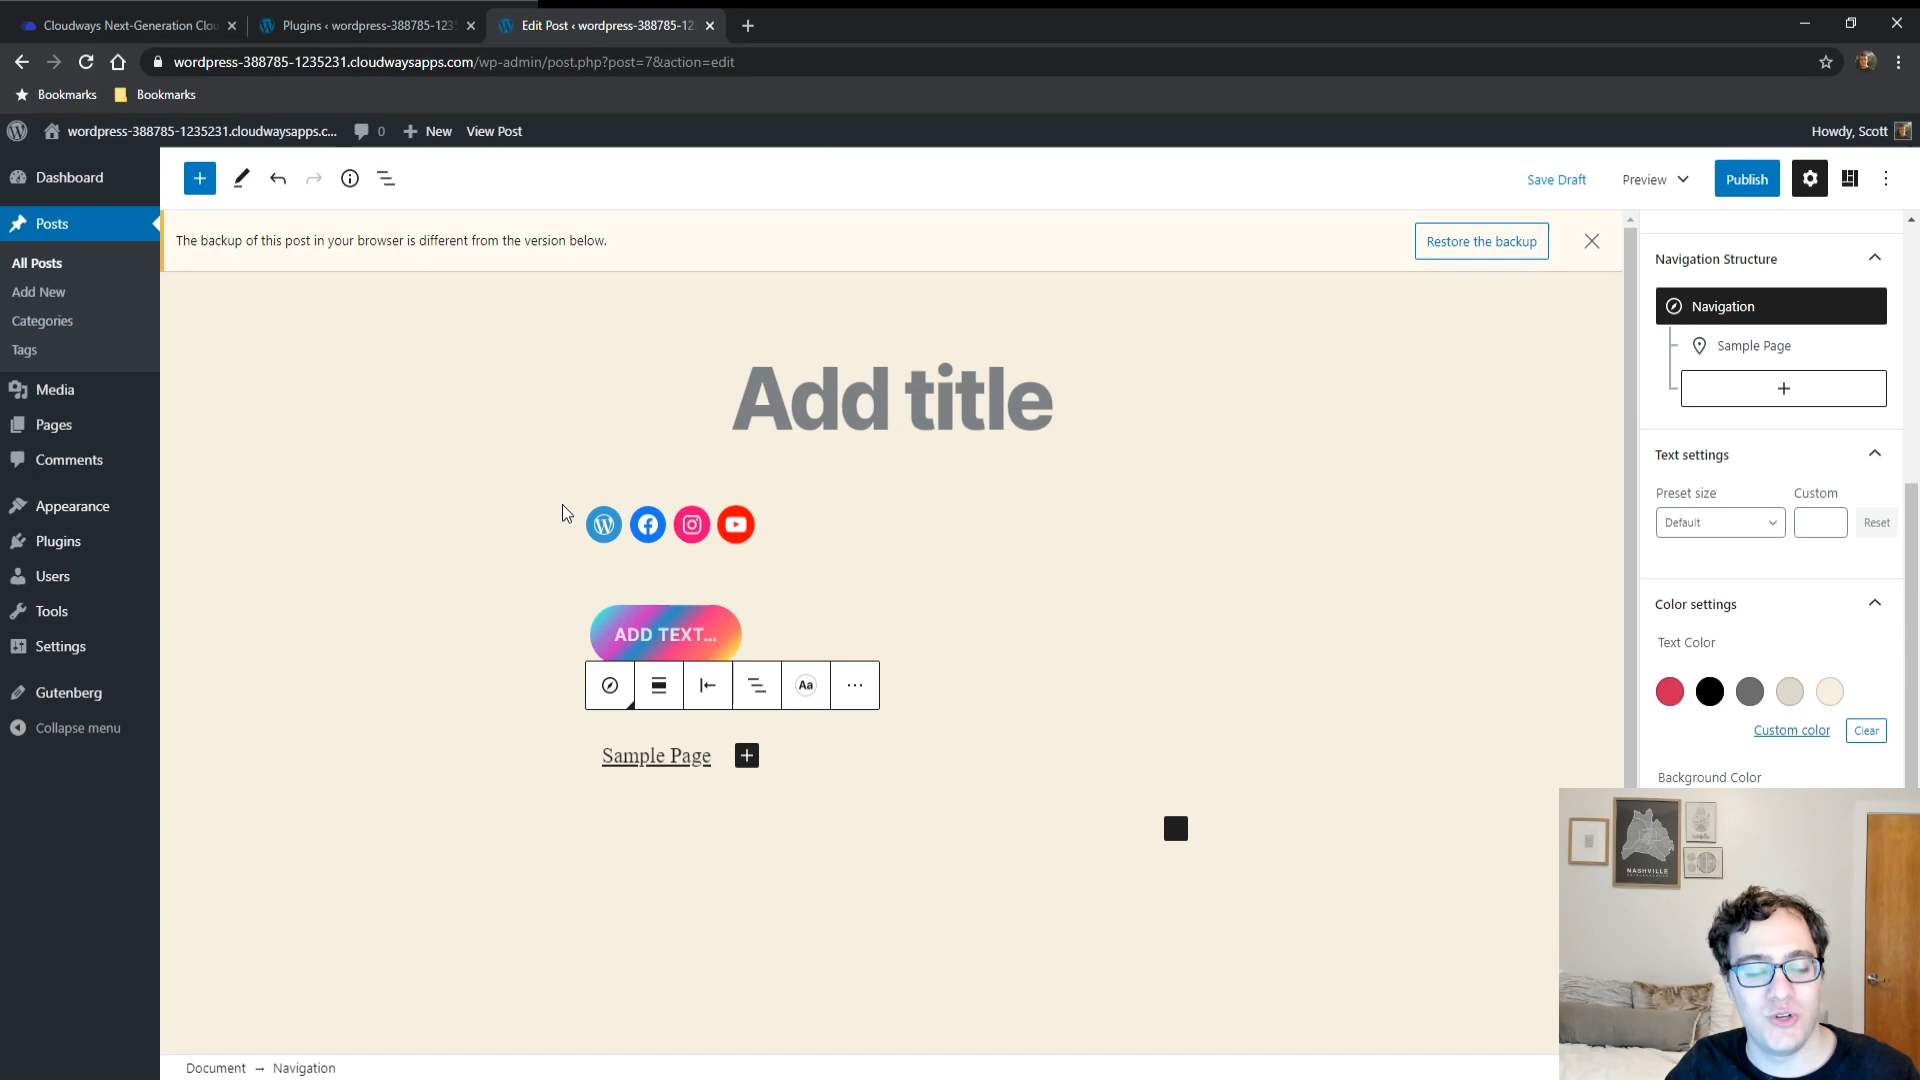 Cloudways Next-Generation Clou
Plugins ‹ wordpress-388785-123
Edit Post ‹ wordpress-388785-12
wordpress-388785-1235231.cloudwaysapps.com/wp-admin/post.php?post=7&action=edit
Bookmarks
Bookmarks
wordpress-388785-1235231.cloudwaysapps.c...
0
New
View Post
Howdy, Scott
Dashboard
Posts
All Posts
Add New
Categories
Tags
Media
Pages
Comments
Appearance
Plugins
Users
Tools
Settings
Gutenberg
Collapse menu
Save Draft
Preview
Publish
The backup of this post in your browser is different from the version below.
Restore the backup
Add title
ADD TEXT...
Aa
Sample Page
Document → Navigation
Navigation Structure
Navigation
Sample Page
Text settings
Preset size
Custom
Default
Reset
Color settings
Text Color
Custom color
Clear
Background Color
NASHVILLE